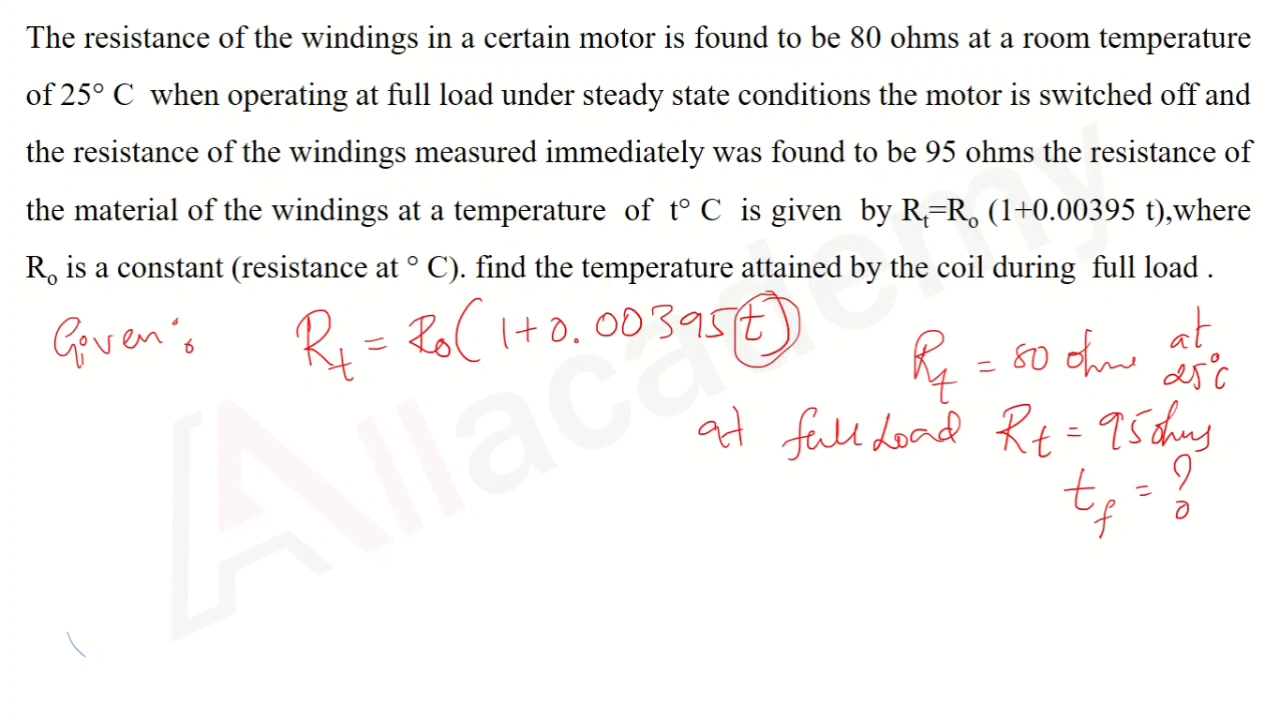 The resistance of the windings in a certain motor is found to be 80 ohms at a room temperature
of 25° C when operating at full load under steady state conditions the motor is switched off and
the resistance of the windings measured immediately was found to be 95 ohms the resistance of
the material of the windings at a temperature of t° C is given by Rt=Ro (1+0.00395 t),where
Ro is a constant (resistance at ° C). find the temperature attained by the coil during full load .
Given: Rt = Ro(1+0.00395t)
Rt = 80 ohms at 25°C
at full Load Rt = 95 ohms
tf = ?
Allacademy